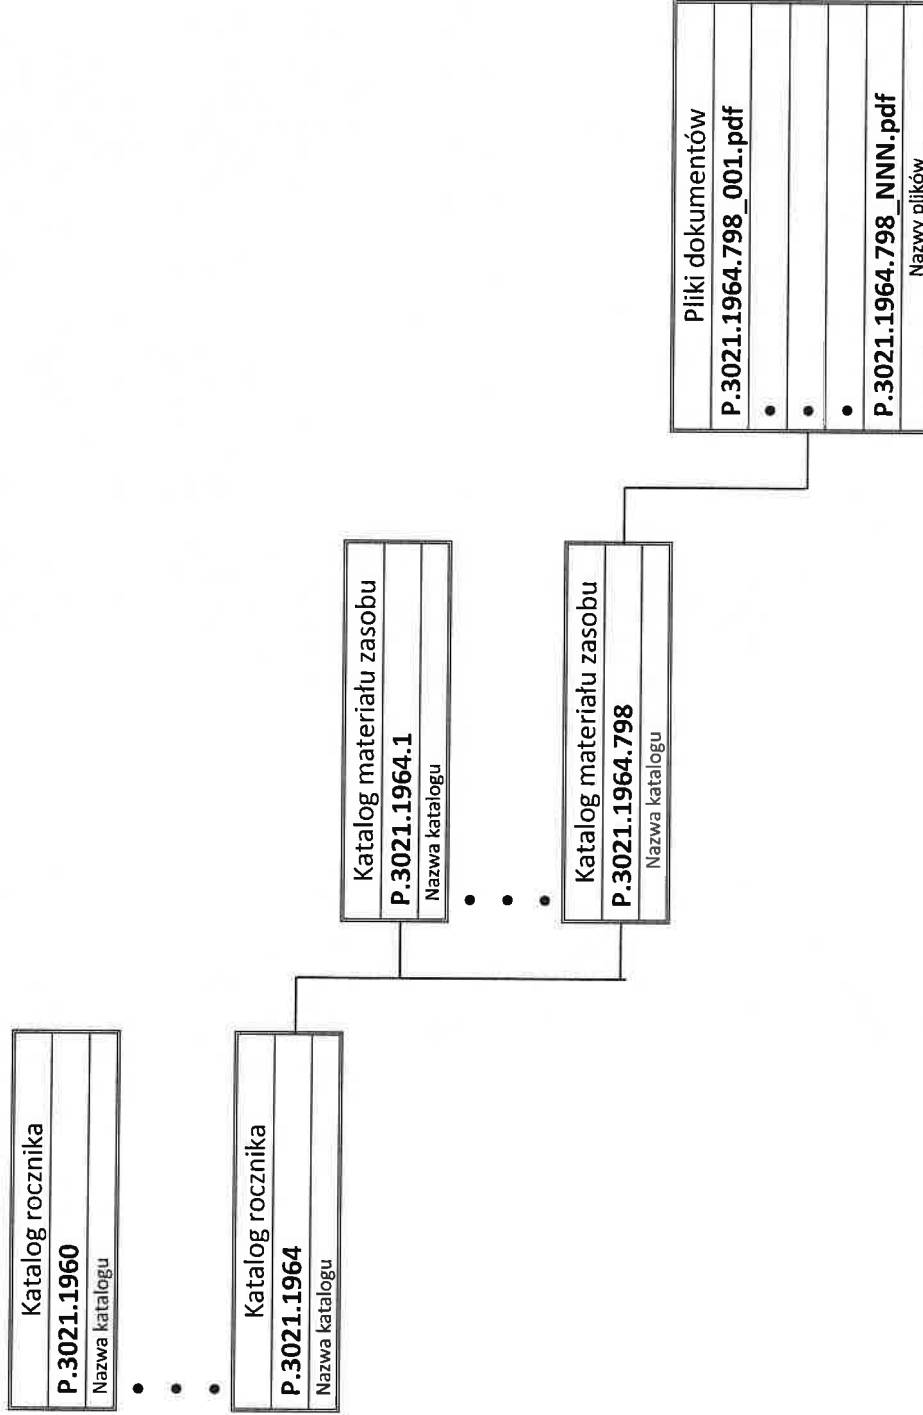 Katalog rocznika
P.3021.1960
Nazwa katalogu
Katalog rocznika
P.3021.1964
Nazwa katalogu
Katalog materiału zasobu
P.3021.1964.1
Nazwa katalogu
Katalog materiału zasobu
P.3021.1964.798
Nazwa katalogu
Pliki dokumentów
P.3021.1964.798_001.pdf
P.3021.1964.798_NNN.pdf
Nazwy plików